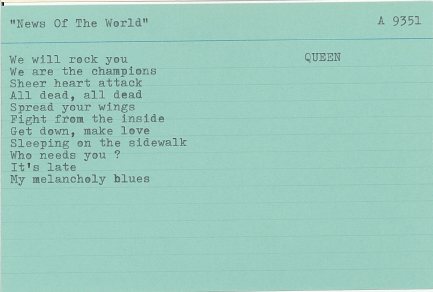 "News Of The World" A 9351
We will rock you QUEEN
We are the champions
Sheer heart attack
All dead, all dead
Spread your wings
Fight from the inside
Get down, make love
Sleeping on the sidewalk
Who needs you ?
It's late
My melancholy blues